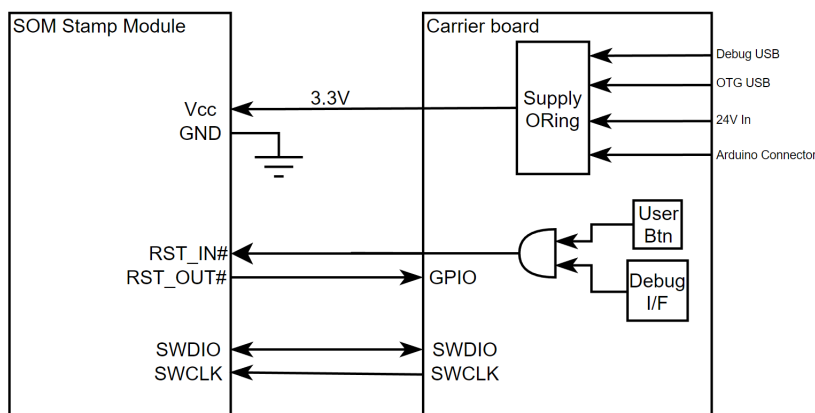 SOM Stamp Module
Carrier board
Debug USB
OTG USB
24V In
Arduino Connector
Supply
ORing
3.3V
Vcc
GND
User
Btn
Debug
I/F
RST_IN#
RST_OUT#
GPIO
SWDIO
SWDIO
SWCLK
SWCLK